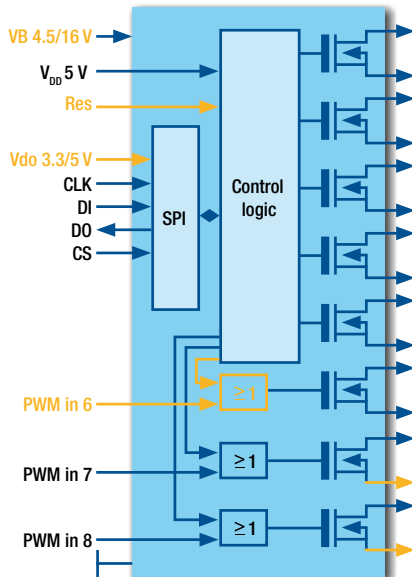 VB 4.5/16 V
VDD 5 V
Res
Vdo 3.3/5 V
CLK
DI
DO
CS
SPI
Control
logic
PWM in 6
≥1
PWM in 7
≥1
PWM in 8
≥1